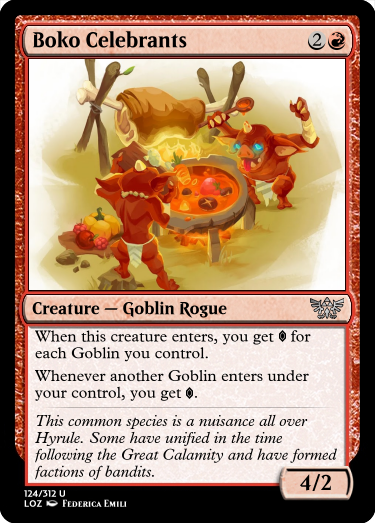 Boko Celebrants 2
Creature — Goblin Rogue
When this creature enters, you get for
each Goblin you control.
Whenever another Goblin enters under
your control, you get .
This common species is a nuisance all over
Hyrule. Some have unified in the time
following the Great Calamity and have formed
factions of bandits.
4/2
124/312 U
LOZ Federica Emili